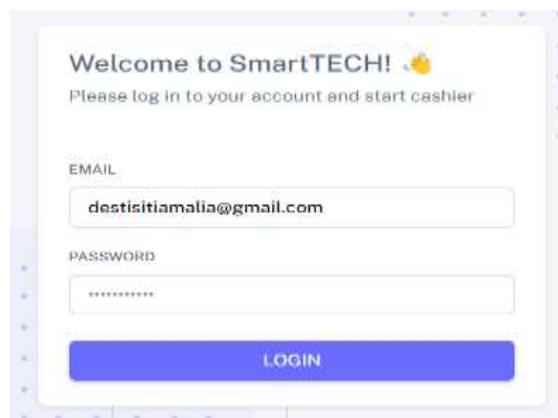 Welcome to SmartTECH! 👋
Please log in to your account and start cashier
EMAIL
destisitiamalia@gmail.com
PASSWORD
•••••••••••
LOGIN